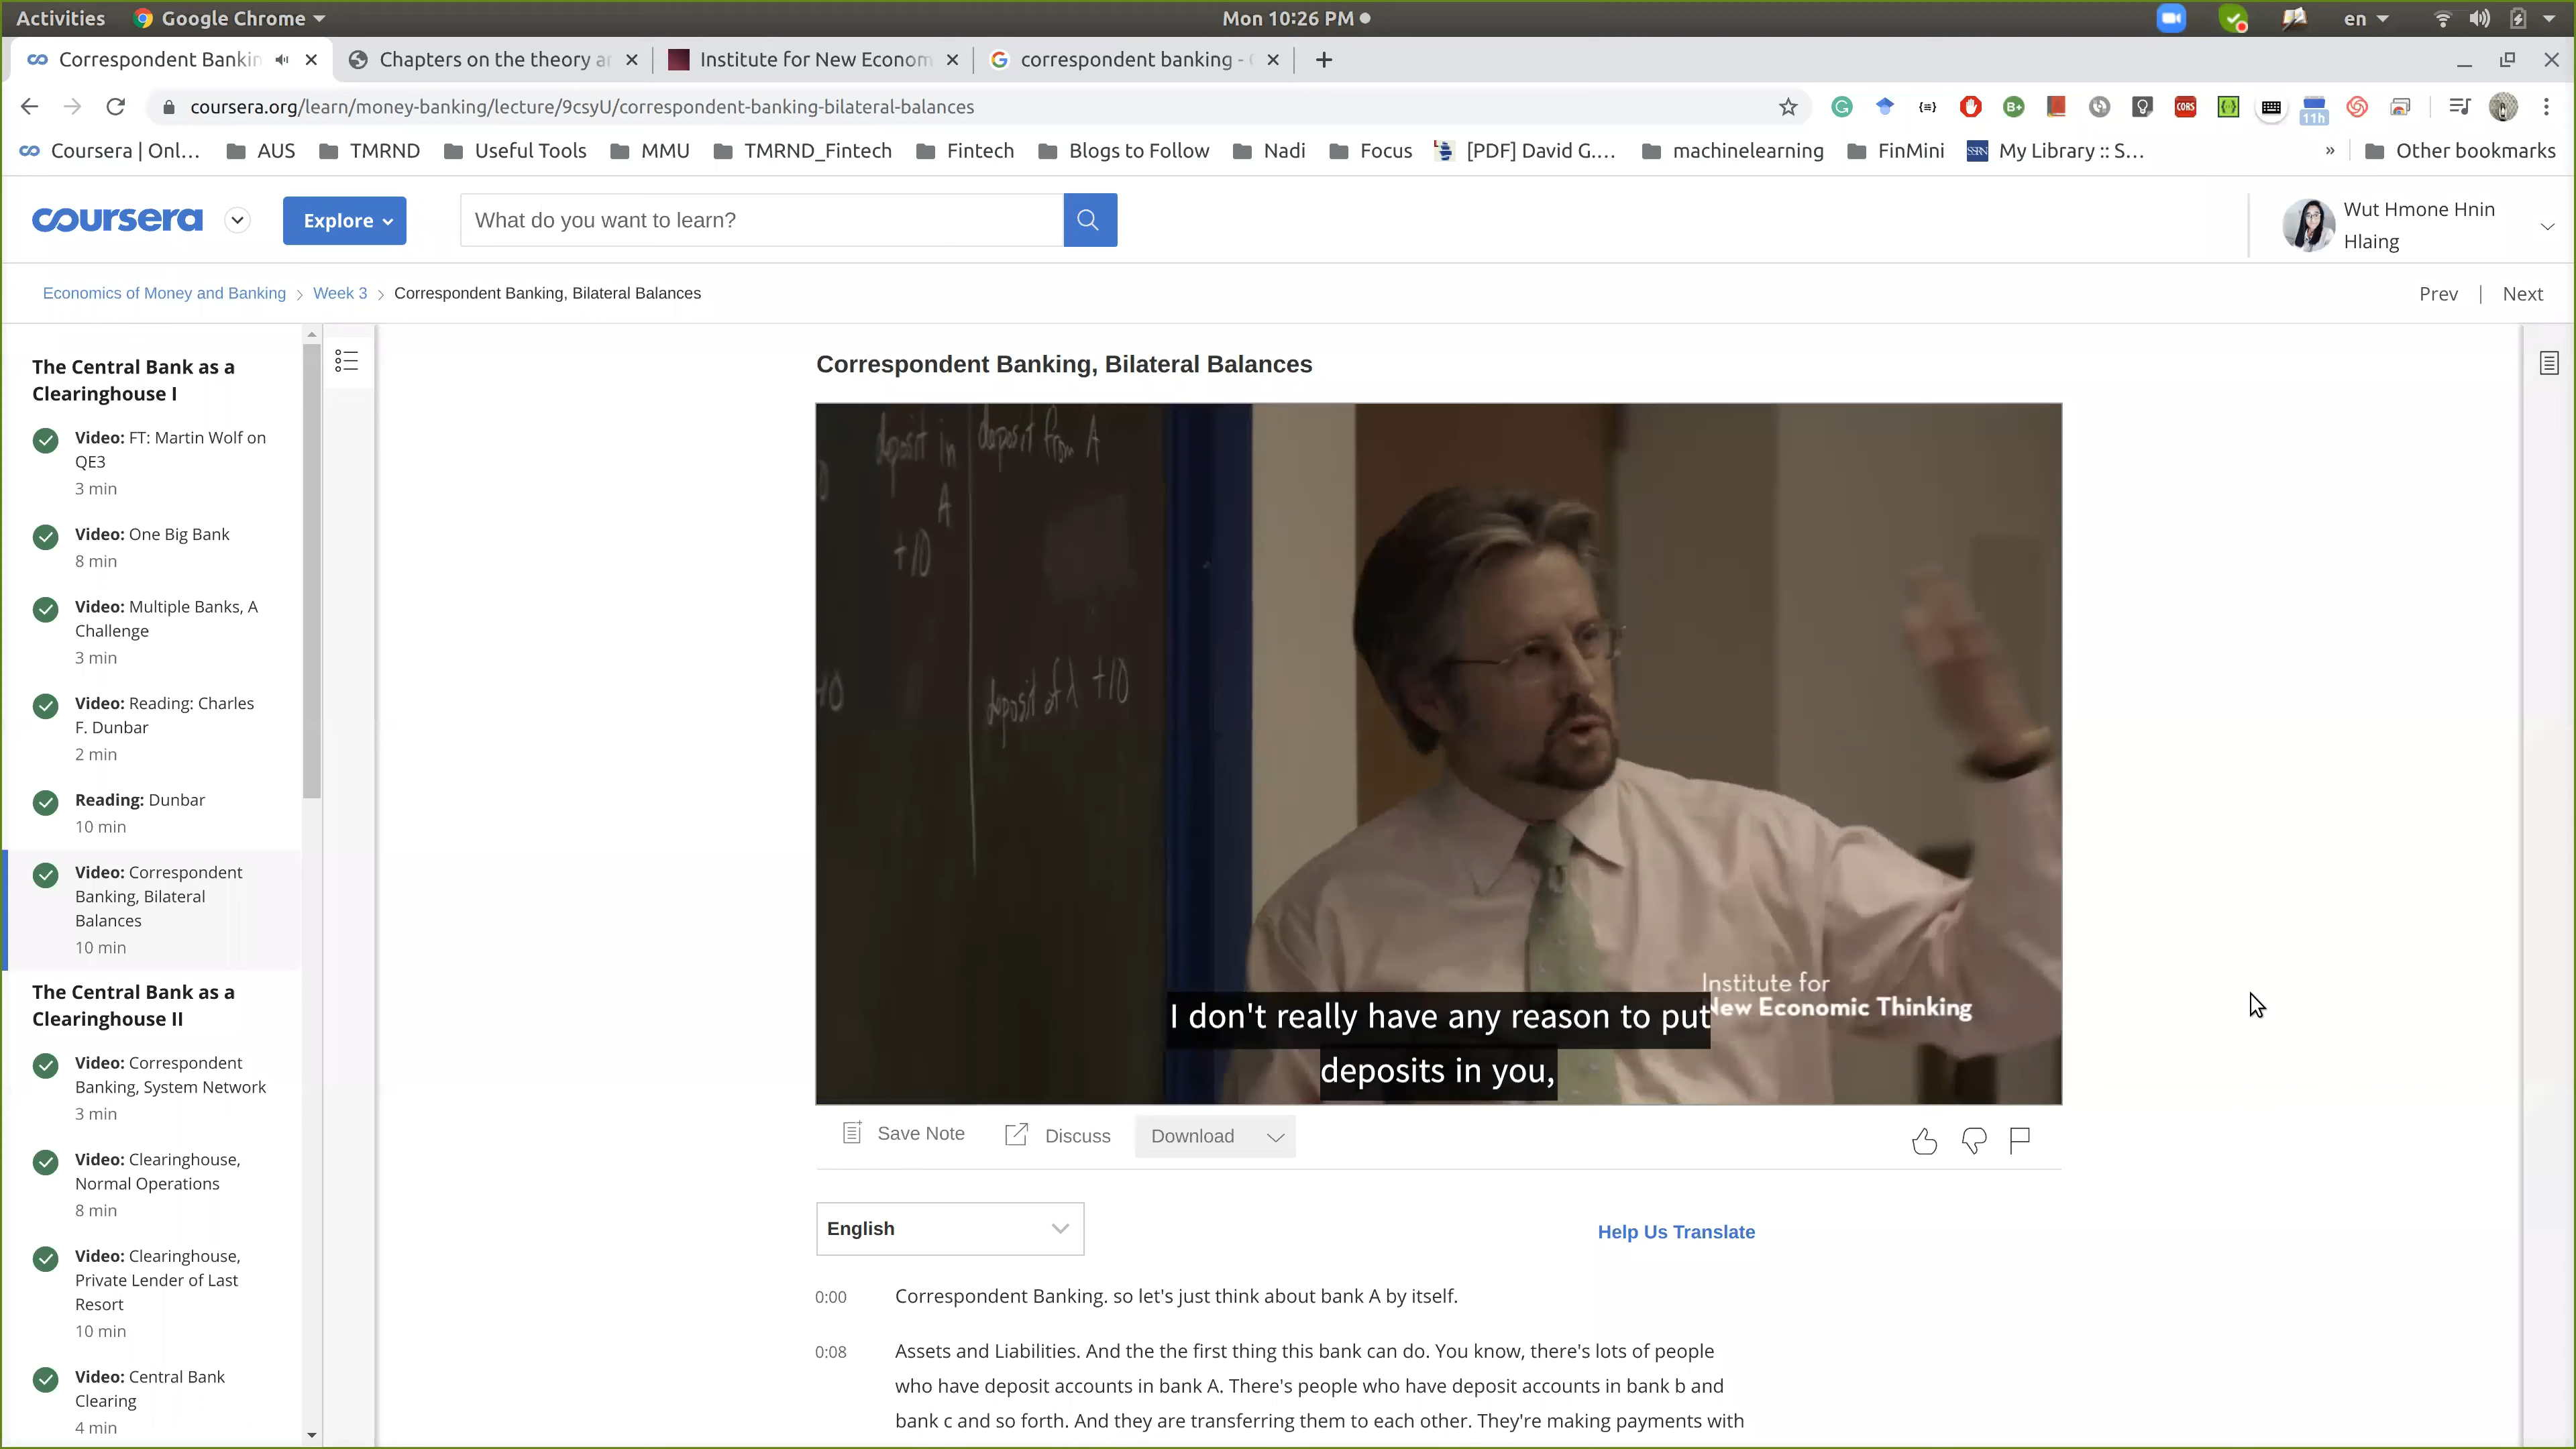 Activities
Google Chrome
Mon 10:26 PM
en
Correspondent Bankin
Chapters on the theory ar
Institute for New Econom
correspondent banking -
coursera.org/learn/money-banking/lecture/9csyU/correspondent-banking-bilateral-balances
B+
CORS
11h
Coursera | Onl...
AUS
TMRND
Useful Tools
MMU
TMRND_Fintech
Fintech
Blogs to Follow
Nadi
Focus
[PDF] David G....
machinelearning
FinMini
SSRN
My Library :: S...
»
Other bookmarks
coursera
Explore
What do you want to learn?
Wut Hmone Hnin
Hlaing
Economics of Money and Banking > Week 3 > Correspondent Banking, Bilateral Balances
Prev | Next
The Central Bank as a
Clearinghouse I
Video: FT: Martin Wolf on
QE3
3 min
Video: One Big Bank
8 min
Video: Multiple Banks, A
Challenge
3 min
Video: Reading: Charles
F. Dunbar
2 min
Reading: Dunbar
10 min
Video: Correspondent
Banking, Bilateral
Balances
10 min
The Central Bank as a
Clearinghouse II
Video: Correspondent
Banking, System Network
3 min
Video: Clearinghouse,
Normal Operations
8 min
Video: Clearinghouse,
Private Lender of Last
Resort
10 min
Video: Central Bank
Clearing
4 min
Correspondent Banking, Bilateral Balances
deposit in
A
+10
deposit from A
deposit of λ +10
Institute for
New Economic Thinking
I don't really have any reason to put
deposits in you,
Save Note
Discuss
Download
English
Help Us Translate
0:00
Correspondent Banking. so let's just think about bank A by itself.
0:08
Assets and Liabilities. And the the first thing this bank can do. You know, there's lots of people
who have deposit accounts in bank A. There's people who have deposit accounts in bank b and
bank c and so forth. And they are transferring them to each other. They're making payments with